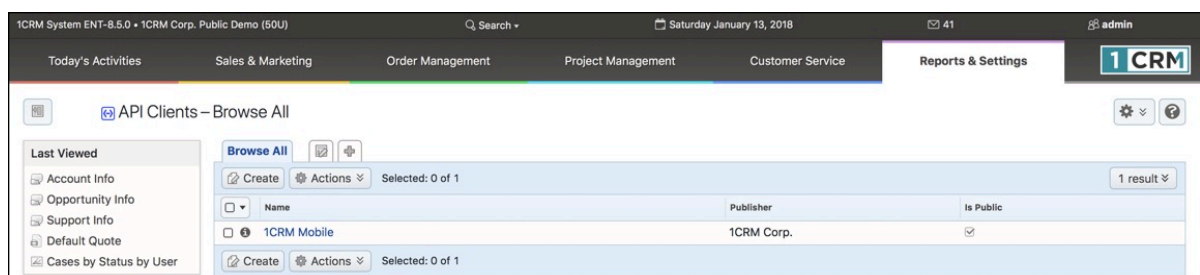 1CRM System ENT-8.5.0 • 1CRM Corp. Public Demo (50U) Search Saturday January 13, 2018 41 admin
Today's Activities Sales & Marketing Order Management Project Management Customer Service Reports & Settings 1 CRM
API Clients – Browse All
Last Viewed
Account Info
Opportunity Info
Support Info
Default Quote
Cases by Status by User
Browse All
Create Actions Selected: 0 of 1 1 result
Name Publisher Is Public
1CRM Mobile 1CRM Corp.
Create Actions Selected: 0 of 1